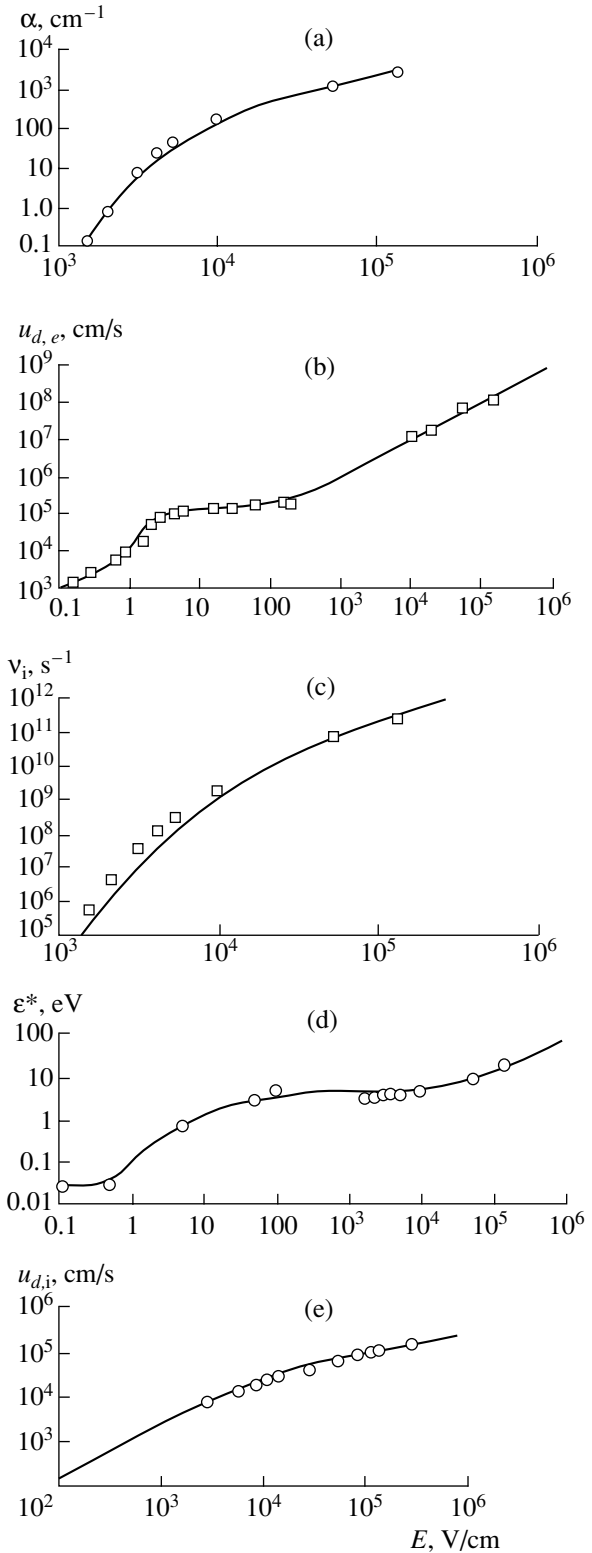 α, cm⁻¹
(a)
10⁴
10³
100
10
1.0
0.1
10³ 10⁴ 10⁵ 10⁶
u_{d, e}, cm/s
(b)
10⁹
10⁸
10⁷
10⁶
10⁵
10⁴
10³
0.1 1 10 100 10³ 10⁴ 10⁵ 10⁶
ν_i, s⁻¹
(c)
10¹²
10¹¹
10¹⁰
10⁹
10⁸
10⁷
10⁶
10⁵
10³ 10⁴ 10⁵ 10⁶
ε*, eV
(d)
100
10
1
0.1
0.01
0.1 1 10 100 10³ 10⁴ 10⁵ 10⁶
u_{d,i}, cm/s
(e)
10⁶
10⁵
10⁴
10³
10² 10³ 10⁴ 10⁵ 10⁶
E, V/cm